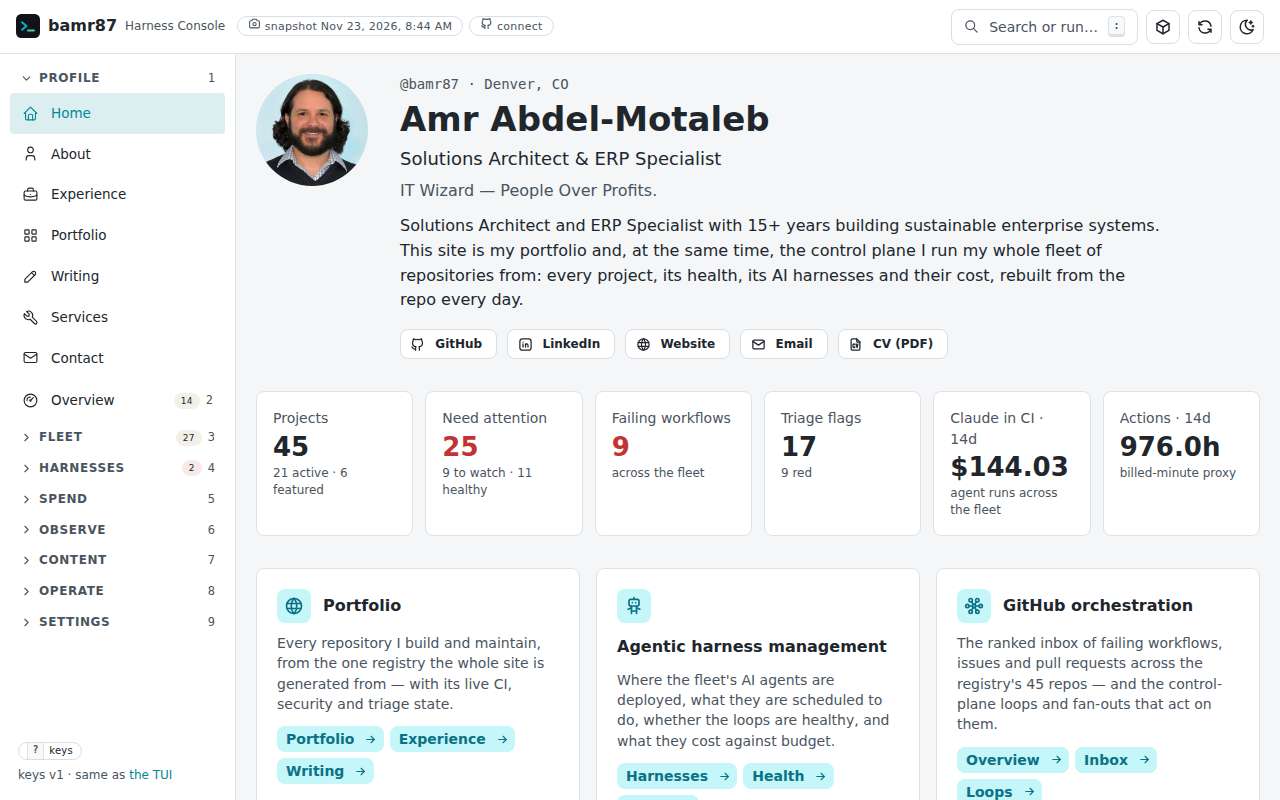 bamr87 Harness Console snapshot Nov 23, 2026, 8:44 AM connect Search or run... :
PROFILE 1
Home
About
Experience
Portfolio
Writing
Services
Contact
Overview 14 2
FLEET 27 3
HARNESSES 2 4
SPEND 5
OBSERVE 6
CONTENT 7
OPERATE 8
SETTINGS 9
? keys
keys v1 · same as the TUI
@bamr87 · Denver, CO
Amr Abdel-Motaleb
Solutions Architect & ERP Specialist
IT Wizard — People Over Profits.
Solutions Architect and ERP Specialist with 15+ years building sustainable enterprise systems.
This site is my portfolio and, at the same time, the control plane I run my whole fleet of
repositories from: every project, its health, its AI harnesses and their cost, rebuilt from the
repo every day.
GitHub LinkedIn Website Email CV (PDF)
Projects
45
21 active · 6
featured
Need attention
25
9 to watch · 11
healthy
Failing workflows
9
across the fleet
Triage flags
17
9 red
Claude in CI ·
14d
$144.03
agent runs across
the fleet
Actions · 14d
976.0h
billed-minute proxy
Portfolio
Every repository I build and maintain,
from the one registry the whole site is
generated from — with its live CI,
security and triage state.
Portfolio → Experience →
Writing →
Agentic harness management
Where the fleet's AI agents are
deployed, what they are scheduled to
do, whether the loops are healthy, and
what they cost against budget.
Harnesses → Health →
GitHub orchestration
The ranked inbox of failing workflows,
issues and pull requests across the
registry's 45 repos — and the control-
plane loops and fan-outs that act on
them.
Overview → Inbox →
Loops →